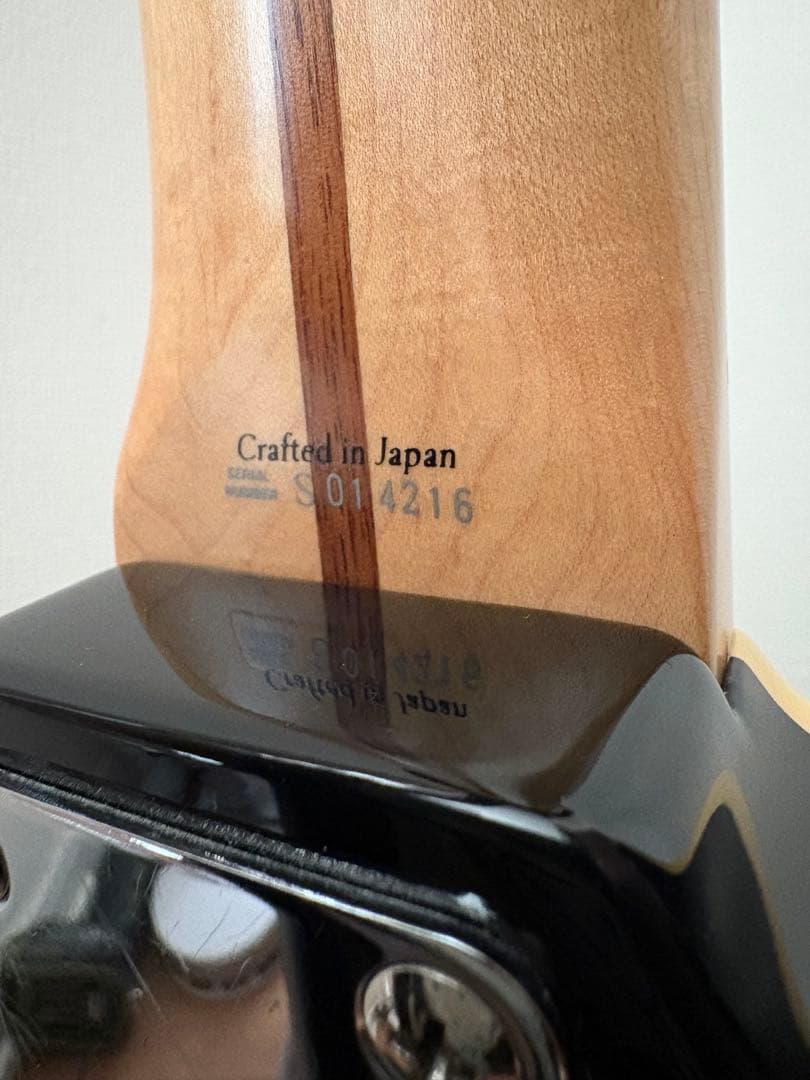 Crafted in Japan
SERIAL
NUMBER
S014216